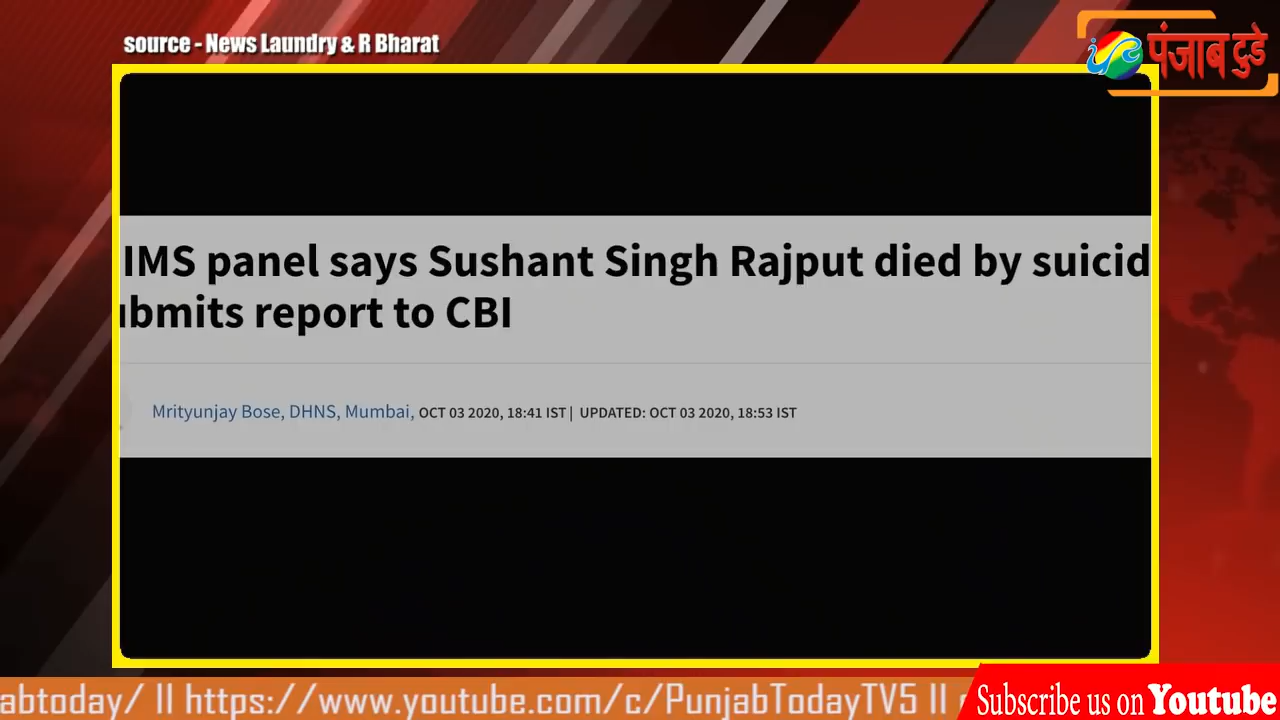 source - News Laundry & R Bharat
पंजाब टुडे
IMS panel says Sushant Singh Rajput died by suicid
ubmits report to CBI
Mrityunjay Bose, DHNS, Mumbai, OCT 03 2020, 18:41 IST | UPDATED: OCT 03 2020, 18:53 IST
abtoday/ II https://www.youtube.com/c/PunjabTodayTV5 II
Subscribe us on Youtube